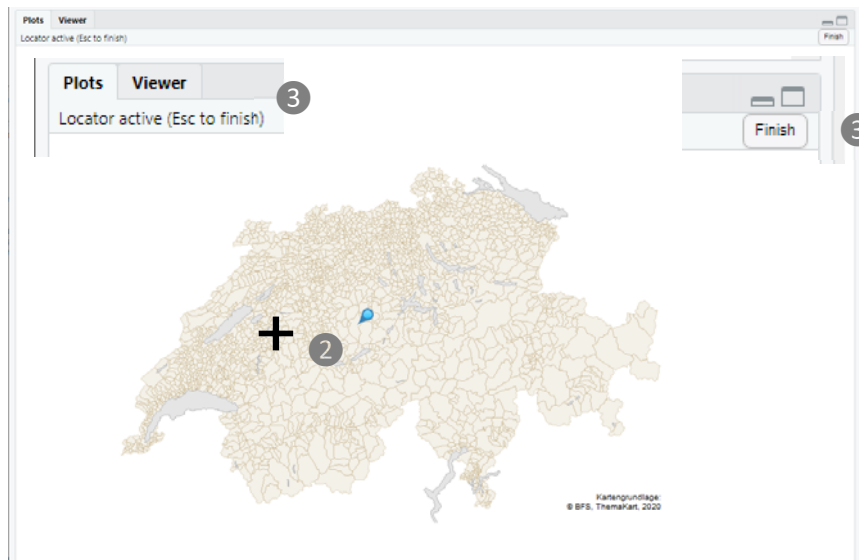 Plots Viewer
Locator active (Esc to finish)
Finish
Plots Viewer
3
Locator active (Esc to finish)
Finish
3
2
Kartengrundlage:
© BFS, ThemaKart, 2020